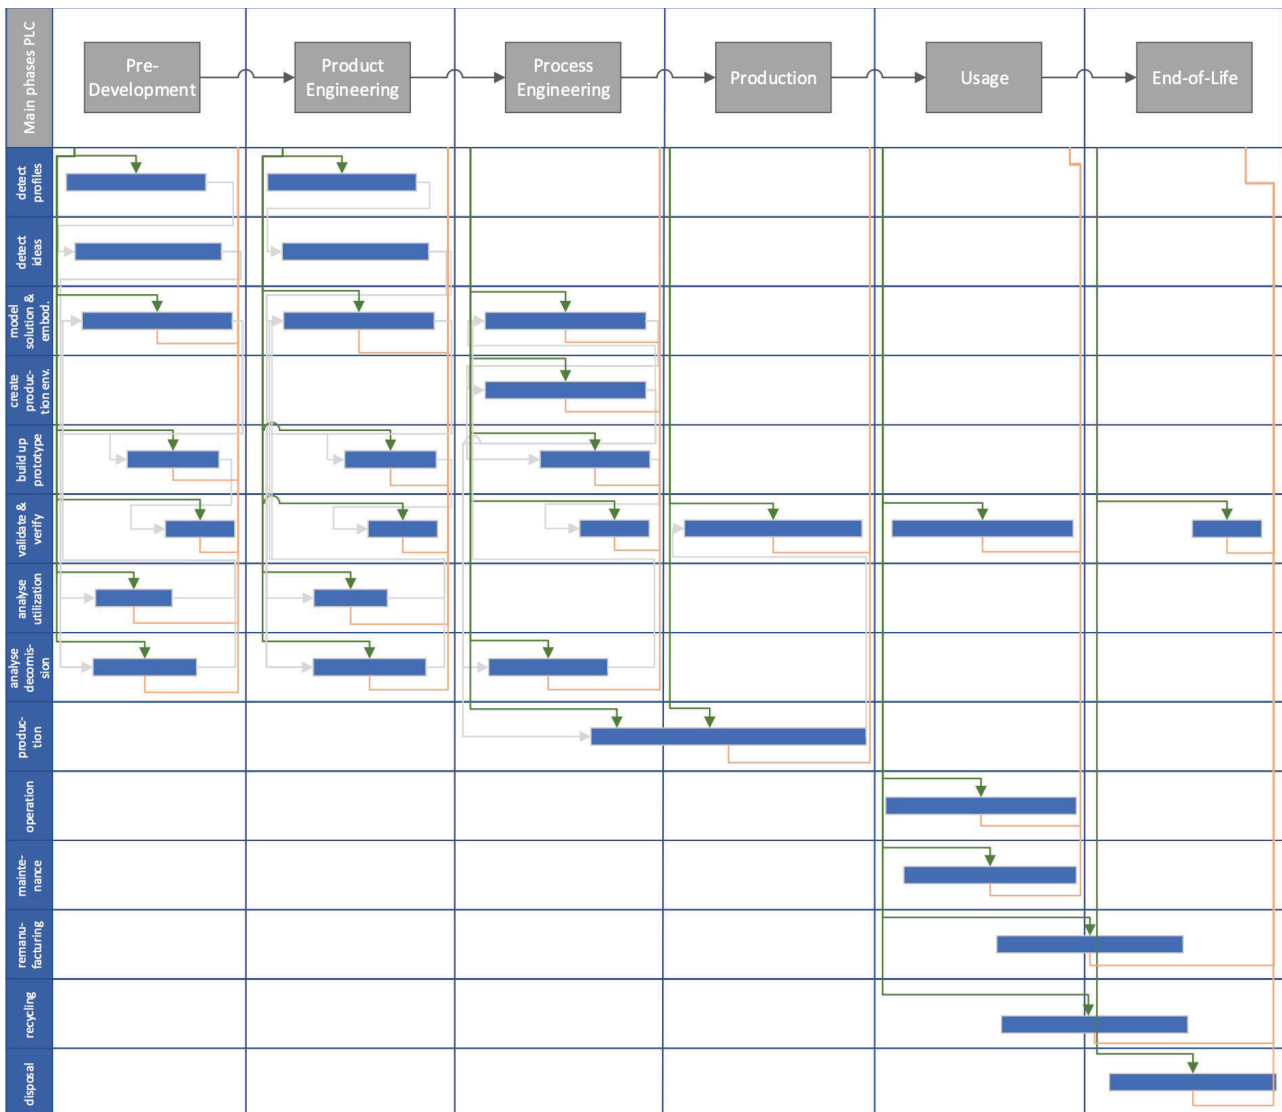 Main phases PLC
Pre-
Development
Product
Engineering
Process
Engineering
Production
Usage
End-of-Life
detect
profiles
detect
ideas
model
solution &
embod.
create
produc-
tion env.
build up
prototype
validate &
verify
analyse
utilization
analyse
decomis-
sion
produc-
tion
operation
mainte-
nance
remanu-
facturing
recycling
disposal